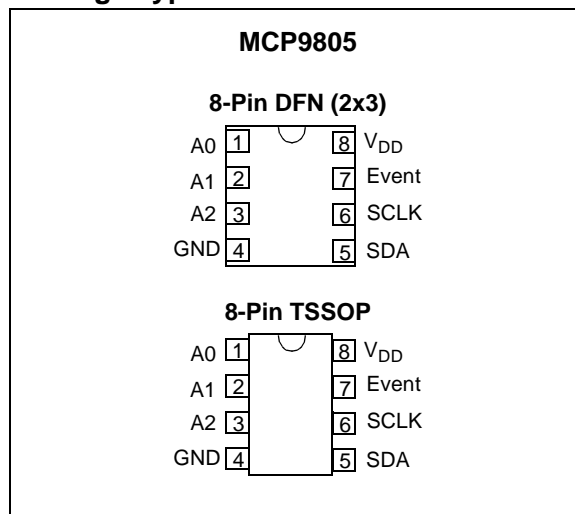 MCP9805
8-Pin DFN (2x3)
A0 1 8 VDD
A1 2 7 Event
A2 3 6 SCLK
GND 4 5 SDA
8-Pin TSSOP
A0 1 8 VDD
A1 2 7 Event
A2 3 6 SCLK
GND 4 5 SDA